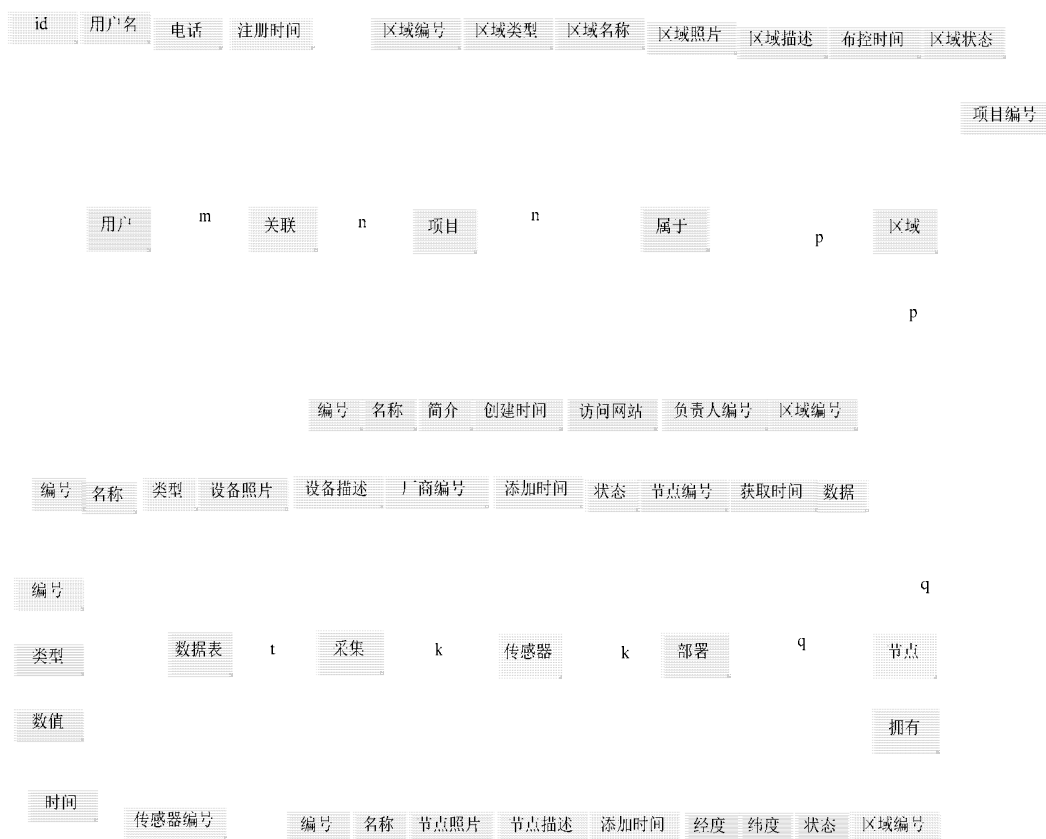 id 用户名 电话 注册时间 区域编号 区域类型 区域名称 区域照片 区域描述 布控时间 区域状态
项目编号
用户 m 关联 n 项目 n 属于 p 区域
p
编号 名称 简介 创建时间 访问网站 负责人编号 区域编号
编号 名称 类型 设备照片 设备描述 厂商编号 添加时间 状态 节点编号 获取时间 数据
编号 q
类型 数据表 t 采集 k 传感器 k 部署 q 节点
数值 拥有
时间 传感器编号 编号 名称 节点照片 节点描述 添加时间 经度 纬度 状态 区域编号